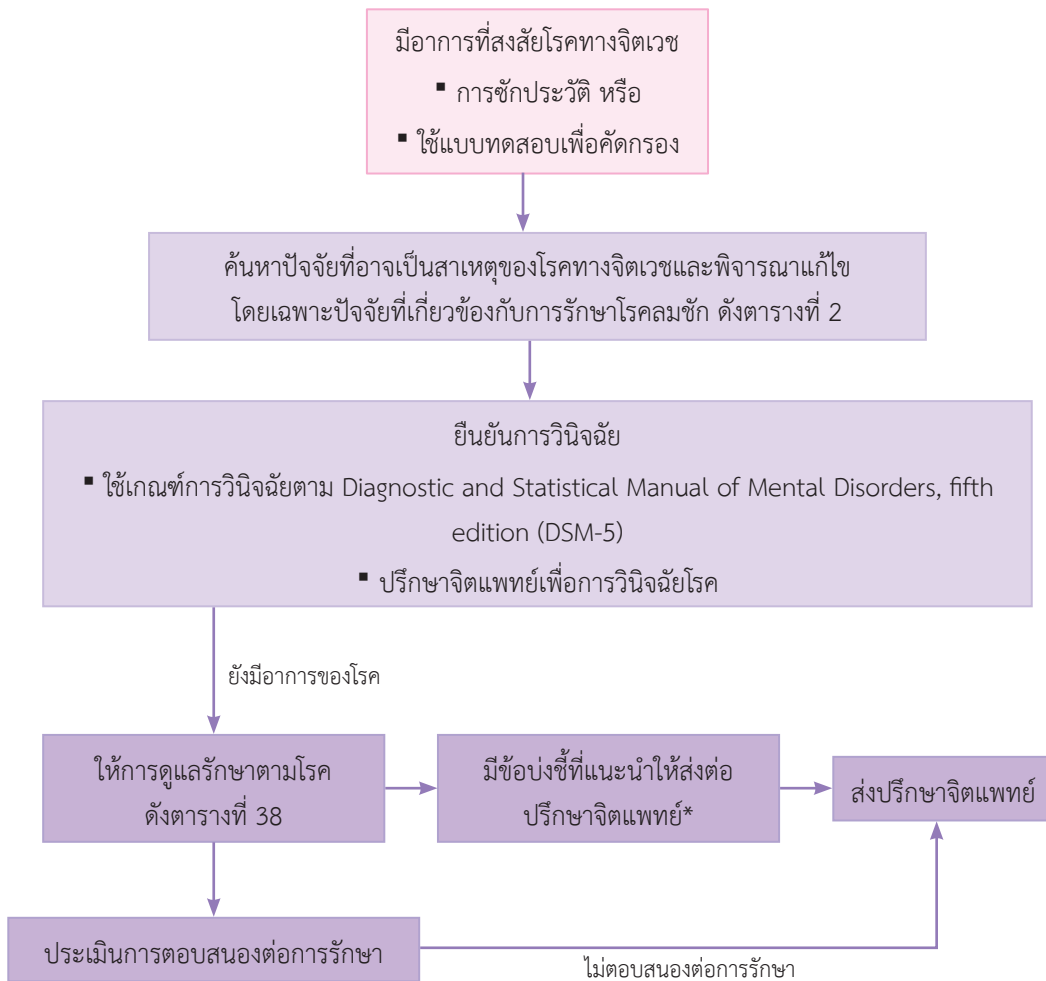 มีอาการที่สงสัยโรคทางจิตเวช
▪ การซักประวัติ หรือ
▪ ใช้แบบทดสอบเพื่อคัดกรอง
ค้นหาปัจจัยที่อาจเป็นสาเหตุของโรคทางจิตเวชและพิจารณาแก้ไข
โดยเฉพาะปัจจัยที่เกี่ยวข้องกับการรักษาโรคลมชัก ดังตารางที่ 2
ยืนยันการวินิจฉัย
▪ ใช้เกณฑ์การวินิจฉัยตาม Diagnostic and Statistical Manual of Mental Disorders, fifth
edition (DSM-5)
▪ ปรึกษาจิตแพทย์เพื่อการวินิจฉัยโรค
ยังมีอาการของโรค
ให้การดูแลรักษาตามโรค
ดังตารางที่ 38
มีข้อบ่งชี้ที่แนะนำให้ส่งต่อ
ปรึกษาจิตแพทย์*
ส่งปรึกษาจิตแพทย์
ประเมินการตอบสนองต่อการรักษา
ไม่ตอบสนองต่อการรักษา